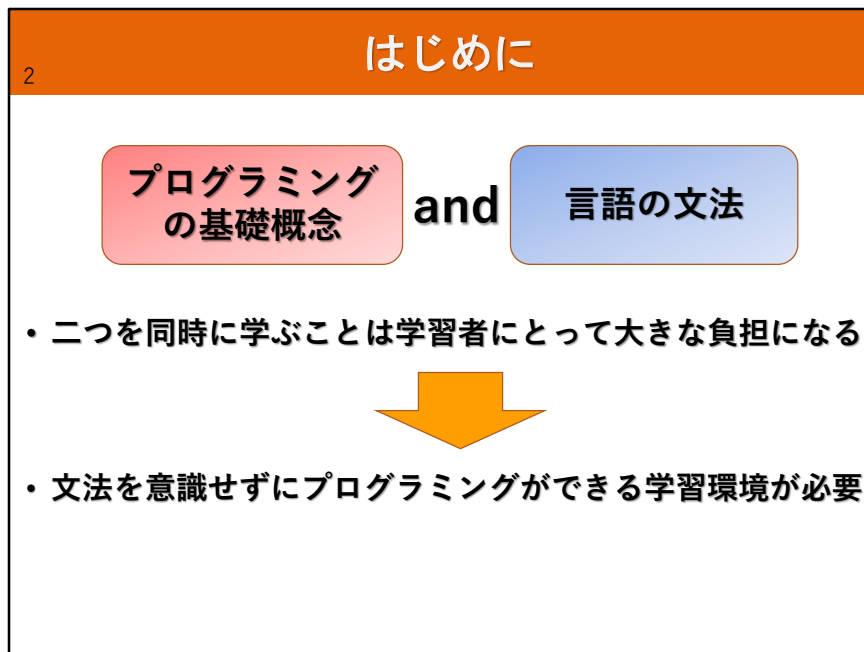 はじめに
2
プログラミング
の基礎概念
and
言語の文法
• 二つを同時に学ぶことは学習者にとって大きな負担になる
• 文法を意識せずにプログラミングができる学習環境が必要